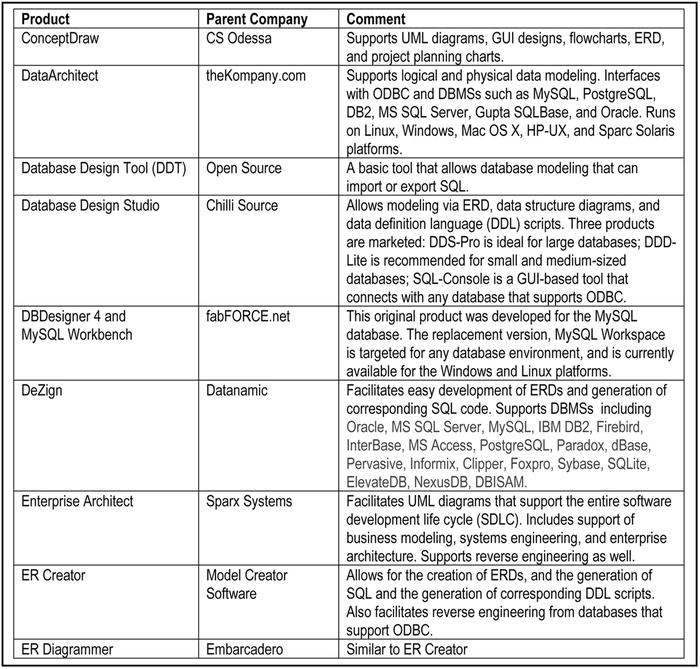 Product Parent Company Comment
ConceptDraw CS Odessa Supports UML diagrams, GUI designs, flowcharts, ERD,
and project planning charts.
DataArchitect theKompany.com Supports logical and physical data modeling. Interfaces
with ODBC and DBMSs such as MySQL, PostgreSQL,
DB2, MS SQL Server, Gupta SQLBase, and Oracle. Runs
on Linux, Windows, Mac OS X, HP-UX, and Sparc Solaris
platforms.
Database Design Tool (DDT) Open Source A basic tool that allows database modeling that can
import or export SQL.
Database Design Studio Chilli Source Allows modeling via ERD, data structure diagrams, and
data definition language (DDL) scripts. Three products
are marketed: DDS-Pro is ideal for large databases; DDD-
Lite is recommended for small and medium-sized
databases; SQL-Console is a GUI-based tool that
connects with any database that supports ODBC.
DBDesigner 4 and fabFORCE.net This original product was developed for the MySQL
MySQL Workbench database. The replacement version, MySQL Workspace
is targeted for any database environment, and is currently
available for the Windows and Linux platforms.
DeZign Datanamic Facilitates easy development of ERDs and generation of
corresponding SQL code. Supports DBMSs including
Oracle, MS SQL Server, MySQL, IBM DB2, Firebird,
InterBase, MS Access, PostgreSQL, Paradox, dBase,
Pervasive, Informix, Clipper, Foxpro, Sybase, SQLite,
ElevateDB, NexusDB, DBISAM.
Enterprise Architect Sparx Systems Facilitates UML diagrams that support the entire software
development life cycle (SDLC). Includes support of
business modeling, systems engineering, and enterprise
architecture. Supports reverse engineering as well.
ER Creator Model Creator Allows for the creation of ERDs, and the generation of
Software SQL and the generation of corresponding DDL scripts.
Also facilitates reverse engineering from databases that
support ODBC.
ER Diagrammer Embarcadero Similar to ER Creator